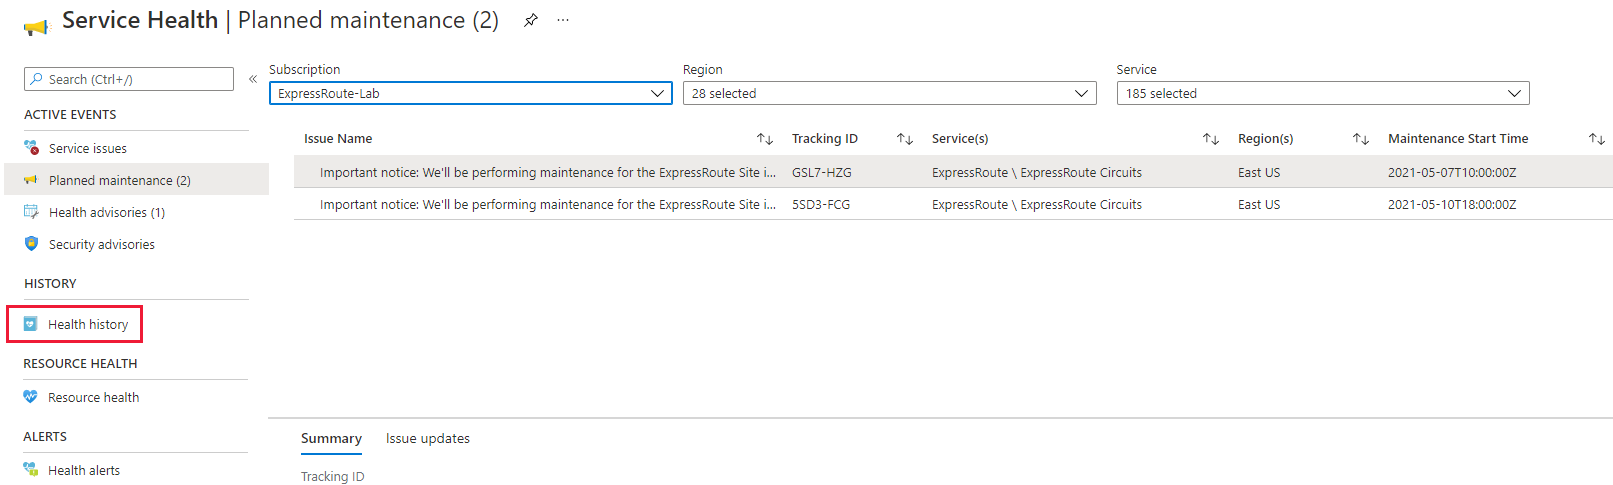 Service Health | Planned maintenance (2) ...
Search (Ctrl+/) «
Subscription Region Service
ExpressRoute-Lab 28 selected 185 selected
ACTIVE EVENTS
Service issues
Planned maintenance (2)
Health advisories (1)
Security advisories
HISTORY
Health history
RESOURCE HEALTH
Resource health
ALERTS
Health alerts
Issue Name Tracking ID Service(s) Region(s) Maintenance Start Time
Important notice: We'll be performing maintenance for the ExpressRoute Site i... GSL7-HZG ExpressRoute \ ExpressRoute Circuits East US 2021-05-07T10:00:00Z
Important notice: We'll be performing maintenance for the ExpressRoute Site i... 5SD3-FCG ExpressRoute \ ExpressRoute Circuits East US 2021-05-10T18:00:00Z
Summary Issue updates
Tracking ID